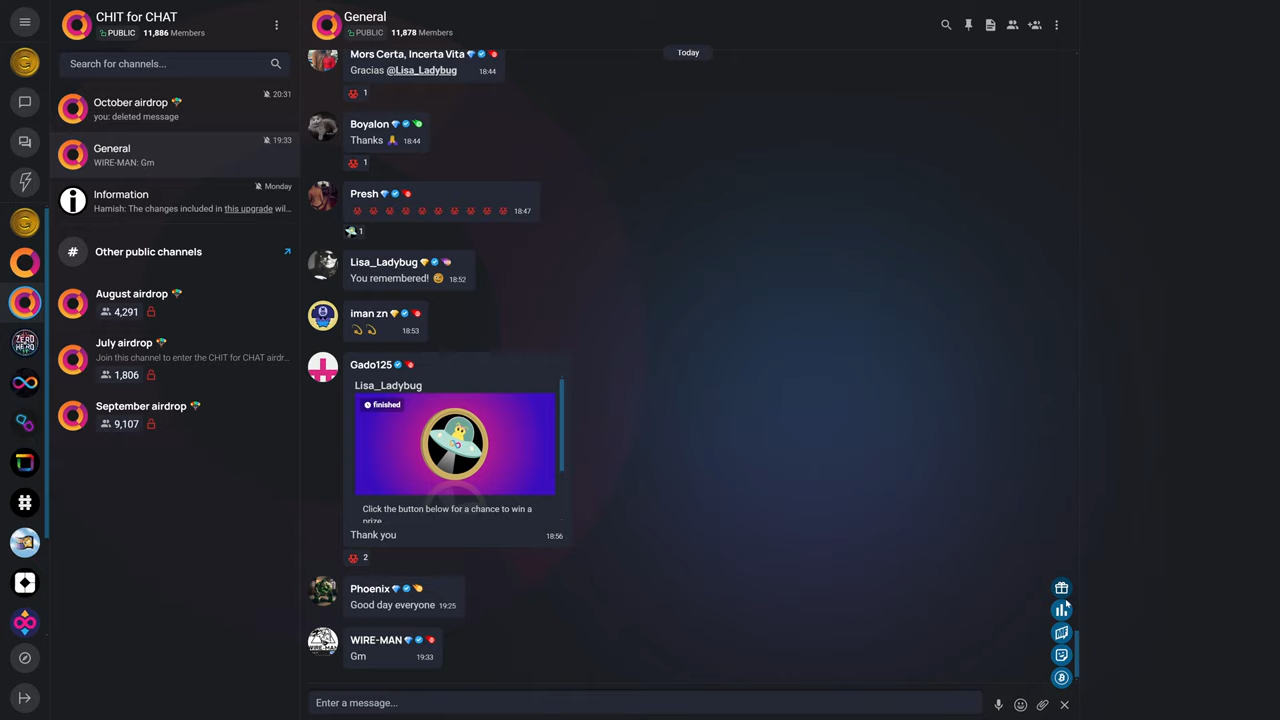 CHIT for CHAT
PUBLIC 11,886 Members
Search for channels...
October airdrop
20:31
you: deleted message
General
19:33
WIRE-MAN: Gm
Information
Monday
Hamish: The changes included in this upgrade wil...
# Other public channels
August airdrop
4,291
July airdrop
Join this channel to enter the CHIT for CHAT airdr...
1,806
September airdrop
9,107
ZERO
HERO
General
PUBLIC 11,878 Members
Today
Mors Certa, Incerta Vita
Gracias @Lisa_Ladybug 18:44
1
Boyalon
Thanks 18:44
1
Presh
18:47
1
Lisa_Ladybug
You remembered! 18:52
iman zn
18:53
Gado125
Lisa_Ladybug
finished
Click the button below for a chance to win a
prize
Thank you 18:56
2
Phoenix
Good day everyone 19:25
WIRE-MAN
Gm 19:33
Enter a message...